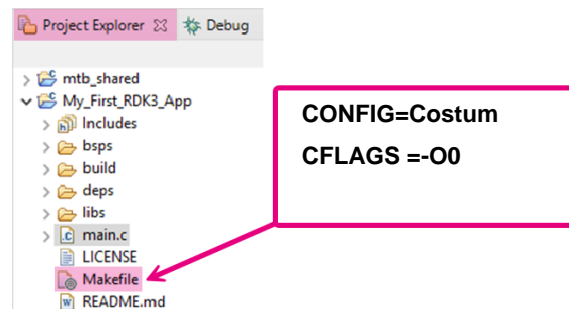 Project Explorer Debug
mtb_shared
My_First_RDK3_App
Includes
bsps
build
deps
libs
main.c
LICENSE
Makefile
README.md
CONFIG=Costum
CFLAGS =-O0